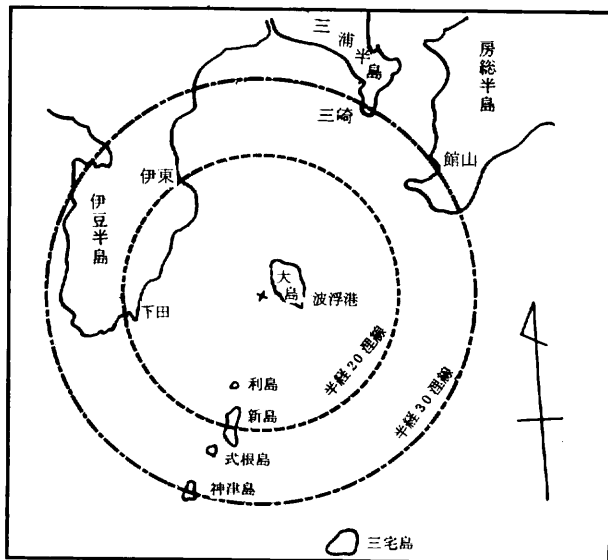 三浦半島
房総半島
三崎
館山
伊東
伊豆半島
大島
波浮港
下田
半径20浬線
半径30浬線
利島
新島
式根島
神津島
三宅島